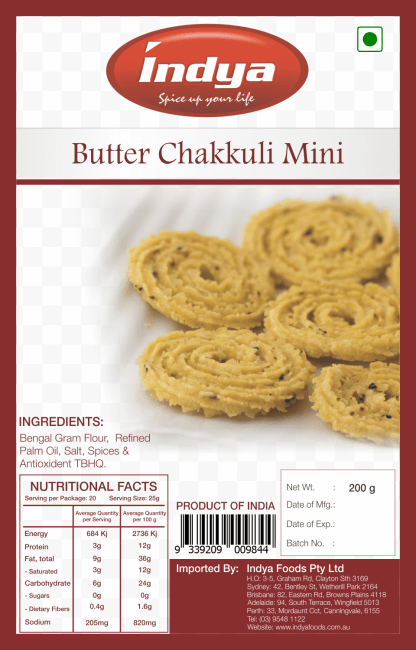 Indya
Spice up your life
Butter Chakkuli Mini
INGREDIENTS:
Bengal Gram Flour, Refined
Palm Oil, Salt, Spices &
Antioxident TBHQ.
NUTRITIONAL FACTS
Serving per Package: 20 Serving Size: 25g
Average Quantity per Serving Average Quantity per 100 g
Energy 684 Kj 2736 Kj
Protein 3g 12g
Fat, total 9g 36g
- Saturated 3g 12g
Carbohydrate 6g 24g
- Sugars 0g 0g
- Dietary Fibers 0.4g 1.6g
Sodium 205mg 820mg
PRODUCT OF INDIA
9 339209 009844
Net Wt. : 200 g
Date of Mfg.:
Date of Exp.:
Batch No. :
Imported By: Indya Foods Pty Ltd
H.O: 3-5, Graham Rd, Clayton Sth 3169
Sydney: 42, Bentley St, Wetherill Park 2164
Brisbane: 82, Eastern Rd, Browns Plains 4118
Adelaide: 94, South Terrace, Wingfield 5013
Perth: 33, Mordaunt Cct, Canningvale, 6155
Tel: (03) 9546 1122
Website: www.indyafoods.com.au